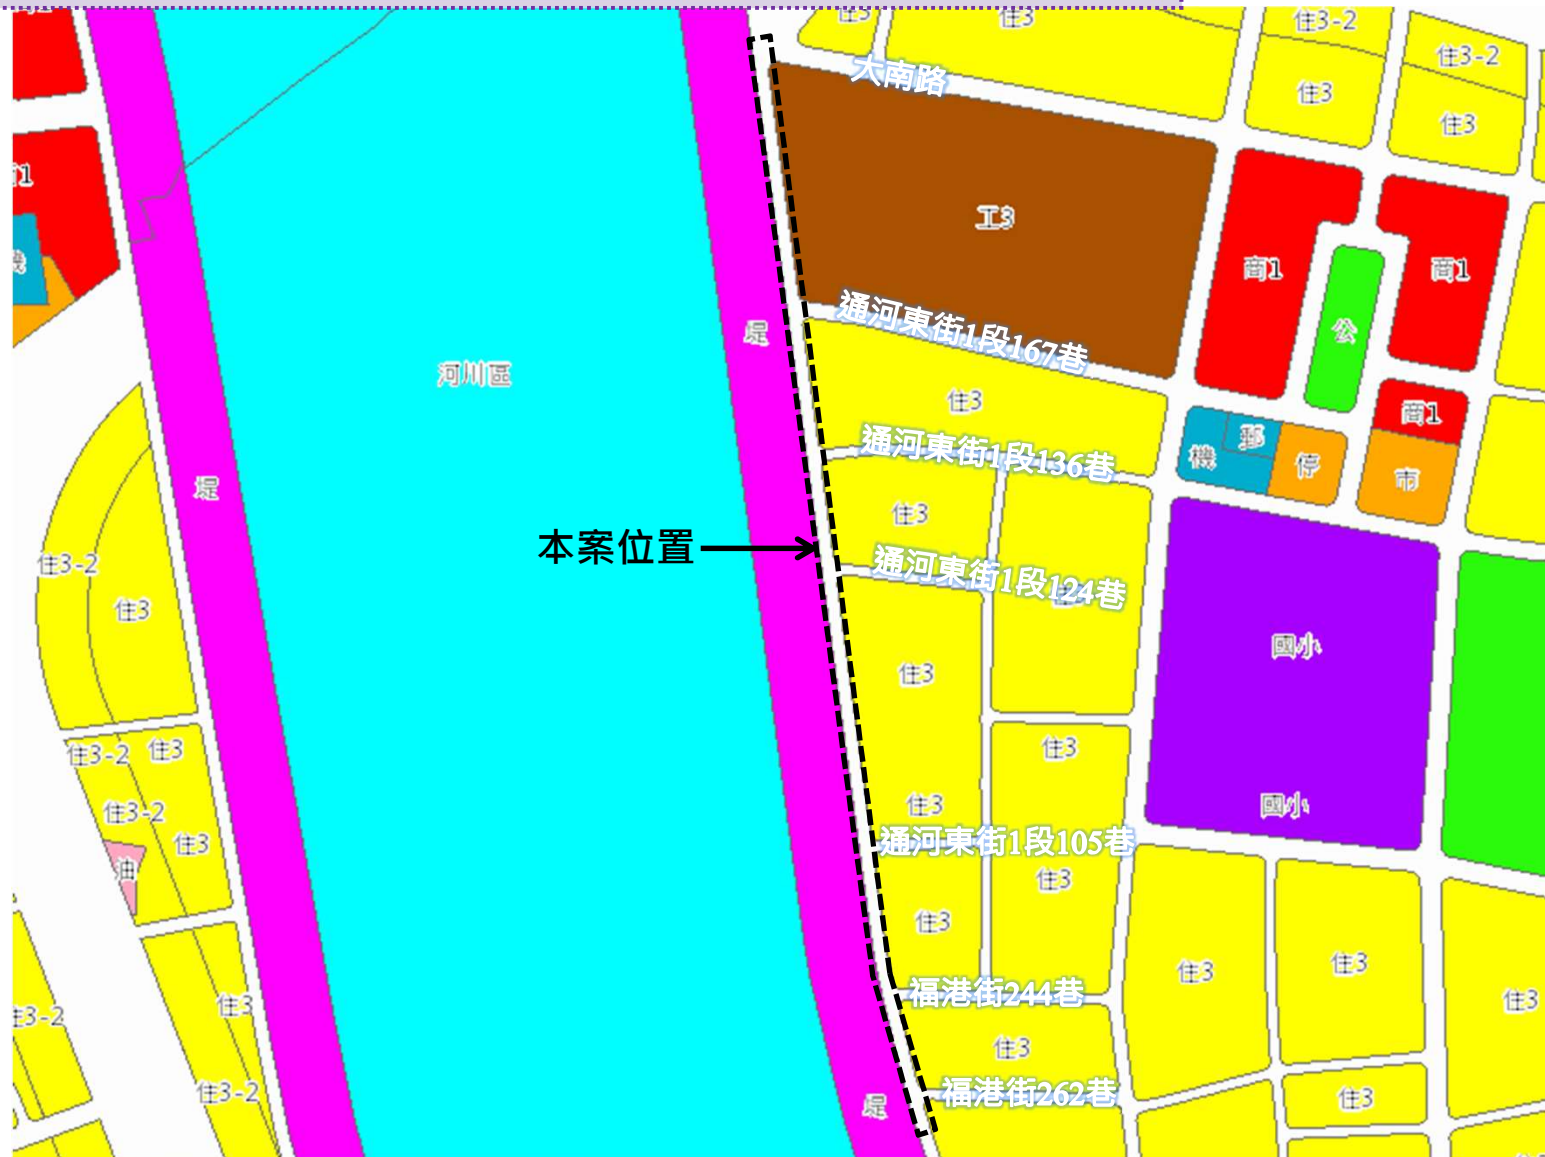 住3
住3
住3-2
住3-2
大南路
住3
住3
1
工3
商1
商1
通河東街1段167巷
堤
公
河川區
住3
商1
通河東街1段136巷
郵
機
停
市
堤
住3
本案位置
通河東街1段124巷
住3-2
住3
國小
住3
住3-2
住3
住3
住3-2
住3
國小
住3
通河東街1段105巷
油
住3
住3
住3
住3
福港街244巷
住3
住3-2
住3
住3
福港街262巷
住3-2
住3
堤